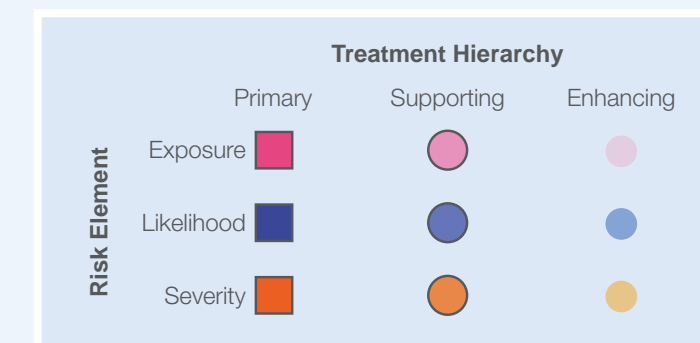 Treatment Hierarchy
Primary Supporting Enhancing
Risk Element
Exposure
Likelihood
Severity